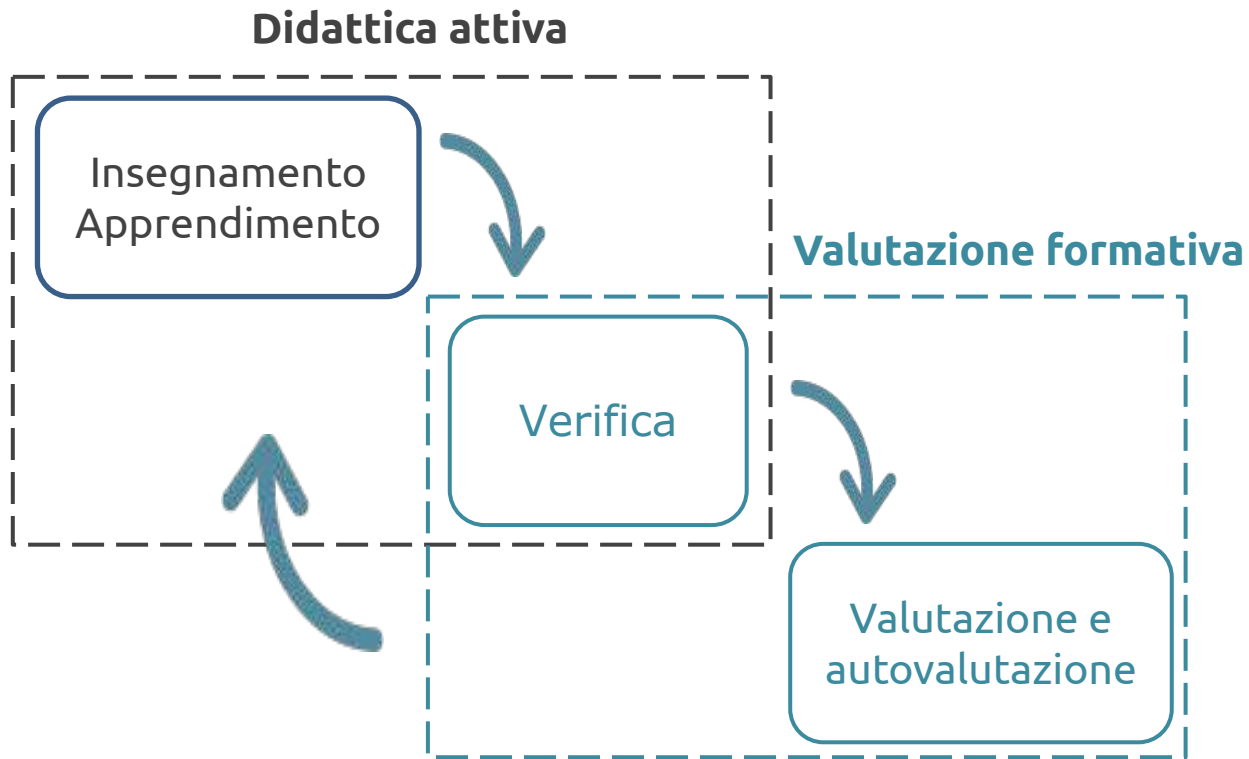 Didattica attiva
Insegnamento
Apprendimento
Valutazione formativa
Verifica
Valutazione e
autovalutazione